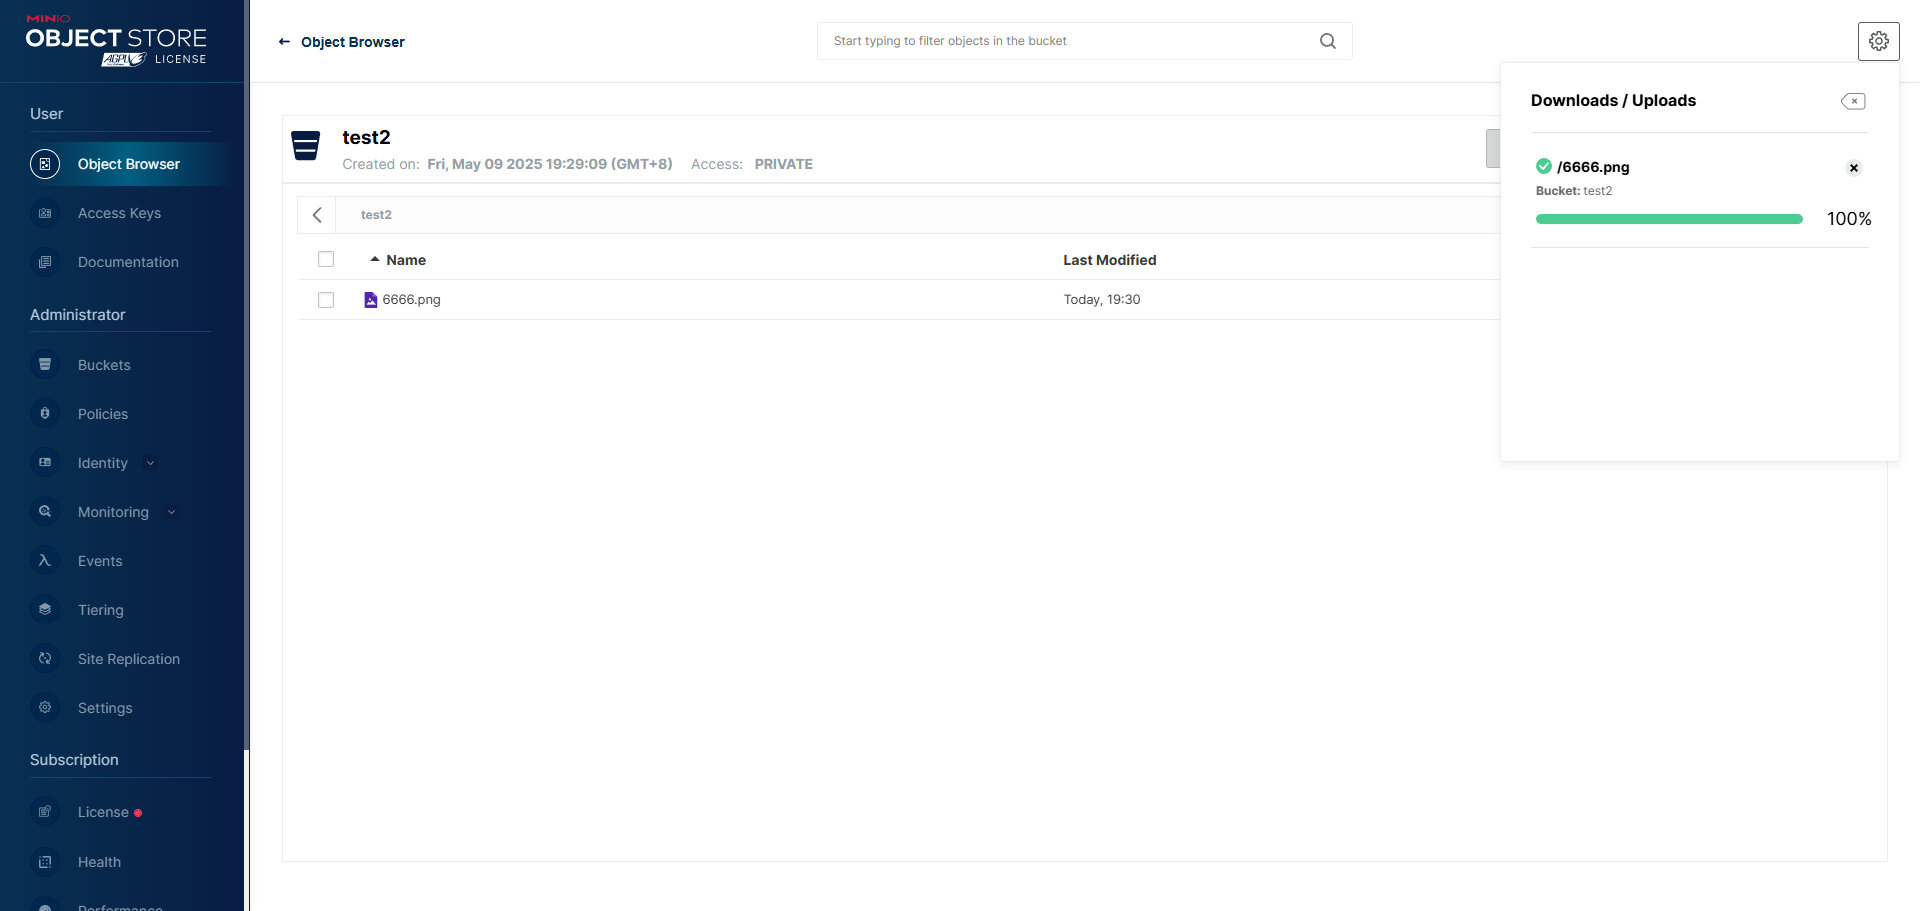 MINIO
OBJECT STORE
AGPLv3 LICENSE
User
Object Browser
Access Keys
Documentation
Administrator
Buckets
Policies
Identity
Monitoring
Events
Tiering
Site Replication
Settings
Subscription
License
Health
Performance
Object Browser
Start typing to filter objects in the bucket
test2
Created on: Fri, May 09 2025 19:29:09 (GMT+8) Access: PRIVATE
test2
Name Last Modified
6666.png Today, 19:30
Downloads / Uploads
/6666.png
Bucket: test2
100%